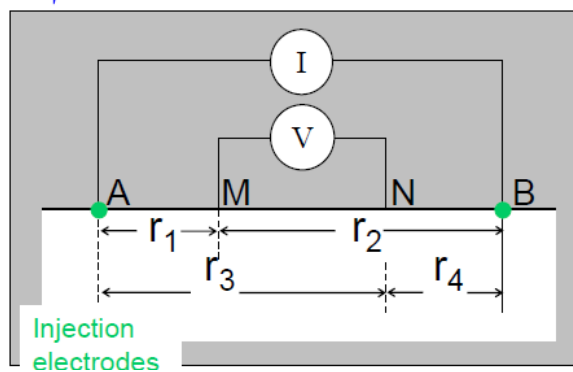 I
V
A M N B
r1 r2
r3 r4
Injection
electrodes